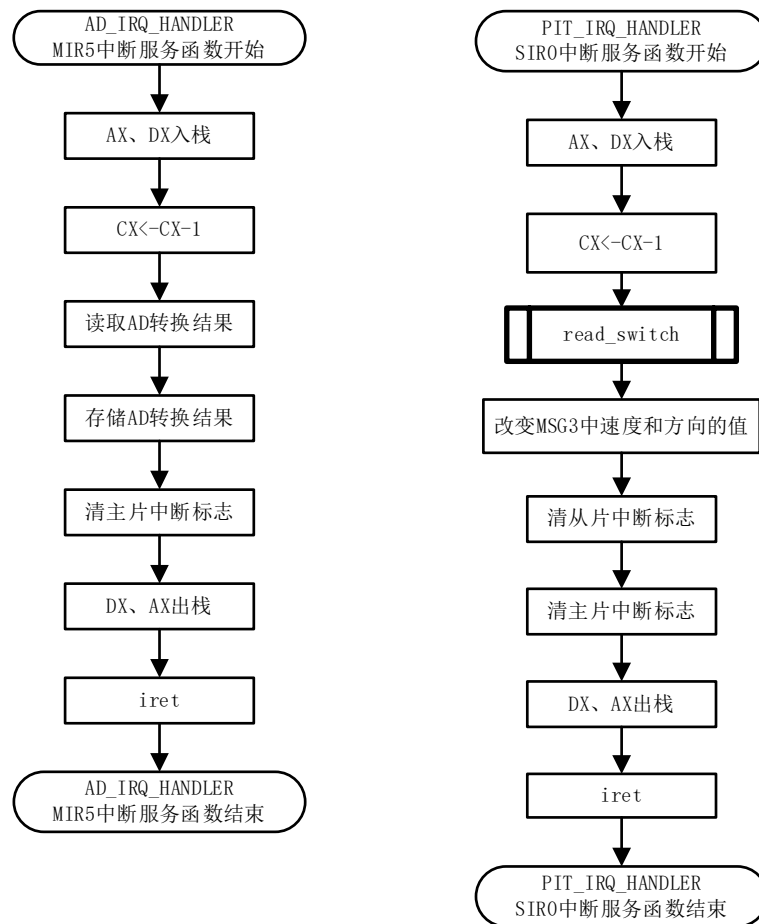 AD_IRQ_HANDLER
MIR5中断服务函数开始
AX、DX入栈
CX<-CX-1
读取AD转换结果
存储AD转换结果
清主片中断标志
DX、AX出栈
iret
AD_IRQ_HANDLER
MIR5中断服务函数结束
PIT_IRQ_HANDLER
SIR0中断服务函数开始
AX、DX入栈
CX<-CX-1
read_switch
改变MSG3中速度和方向的值
清从片中断标志
清主片中断标志
DX、AX出栈
iret
PIT_IRQ_HANDLER
SIR0中断服务函数结束